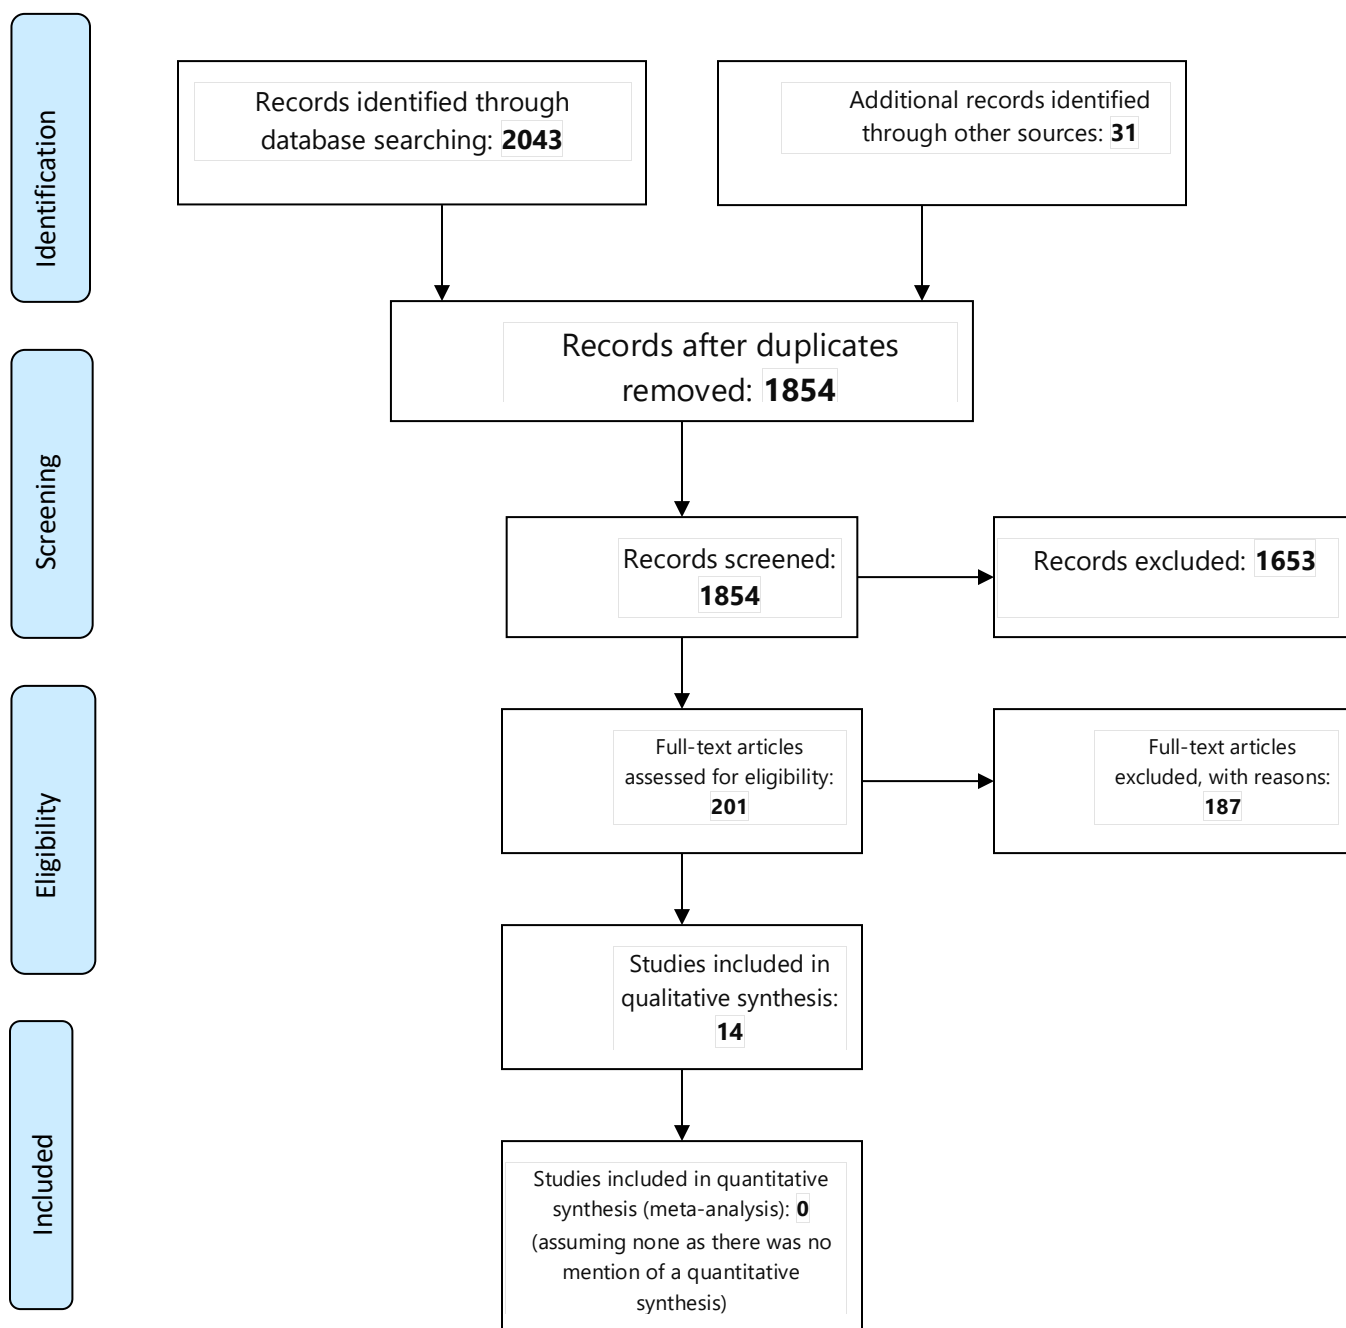 Identification
Records identified through
database searching: 2043
Additional records identified
through other sources: 31
Records after duplicates
removed: 1854
Screening
Records screened:
1854
Records excluded: 1653
Eligibility
Full-text articles
assessed for eligibility:
201
Full-text articles
excluded, with reasons:
187
Studies included in
qualitative synthesis:
14
Included
Studies included in quantitative
synthesis (meta-analysis): 0
(assuming none as there was no
mention of a quantitative
synthesis)